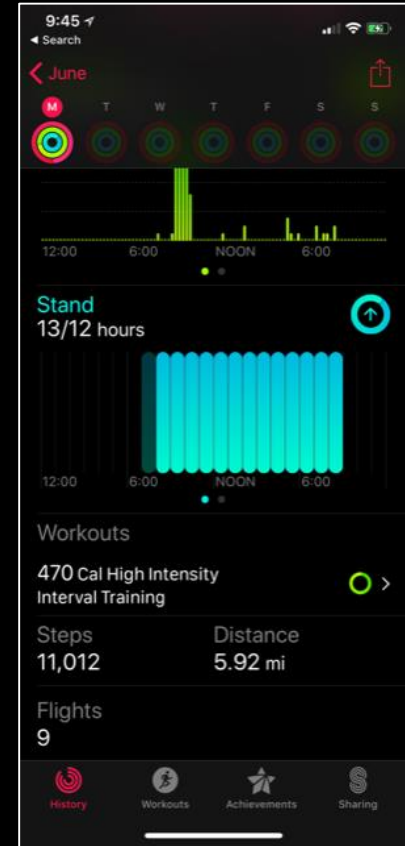 9:45
Search
June
M T W T F S S
12:00 6:00 NOON 6:00
Stand
13/12 hours
12:00 6:00 NOON 6:00
Workouts
470 Cal High Intensity
Interval Training
Steps Distance
11,012 5.92 mi
Flights
9
History Workouts Achievements Sharing